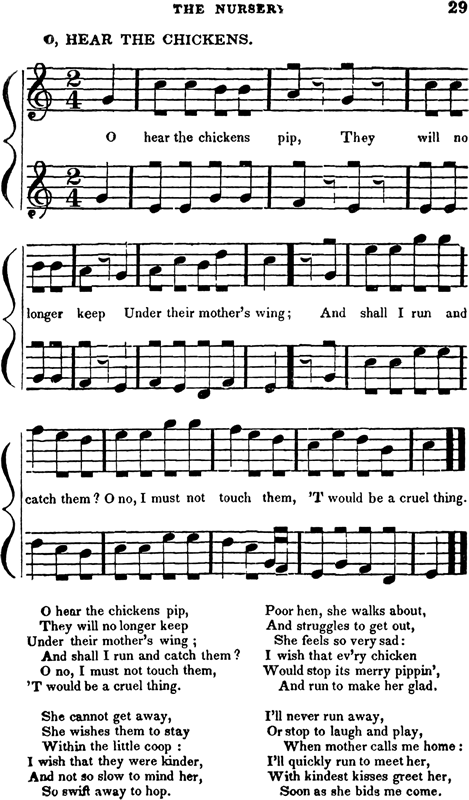 THE NURSERY 29
O, HEAR THE CHICKENS.
2
4
O hear the chickens pip, They will no
2
4
longer keep Under their mother's wing; And shall I run and
catch them? O no, I must not touch them, 'T would be a cruel thing.
O hear the chickens pip,
They will no longer keep
Under their mother's wing;
And shall I run and catch them?
O no, I must not touch them,
'T would be a cruel thing.
She cannot get away,
She wishes them to stay
Within the little coop:
I wish that they were kinder,
And not so slow to mind her,
So swift away to hop.
Poor hen, she walks about,
And struggles to get out,
She feels so very sad:
I wish that ev'ry chicken
Would stop its merry pippin',
And run to make her glad.
I'll never run away,
Or stop to laugh and play,
When mother calls me home:
I'll quickly run to meet her,
With kindest kisses greet her,
Soon as she bids me come.